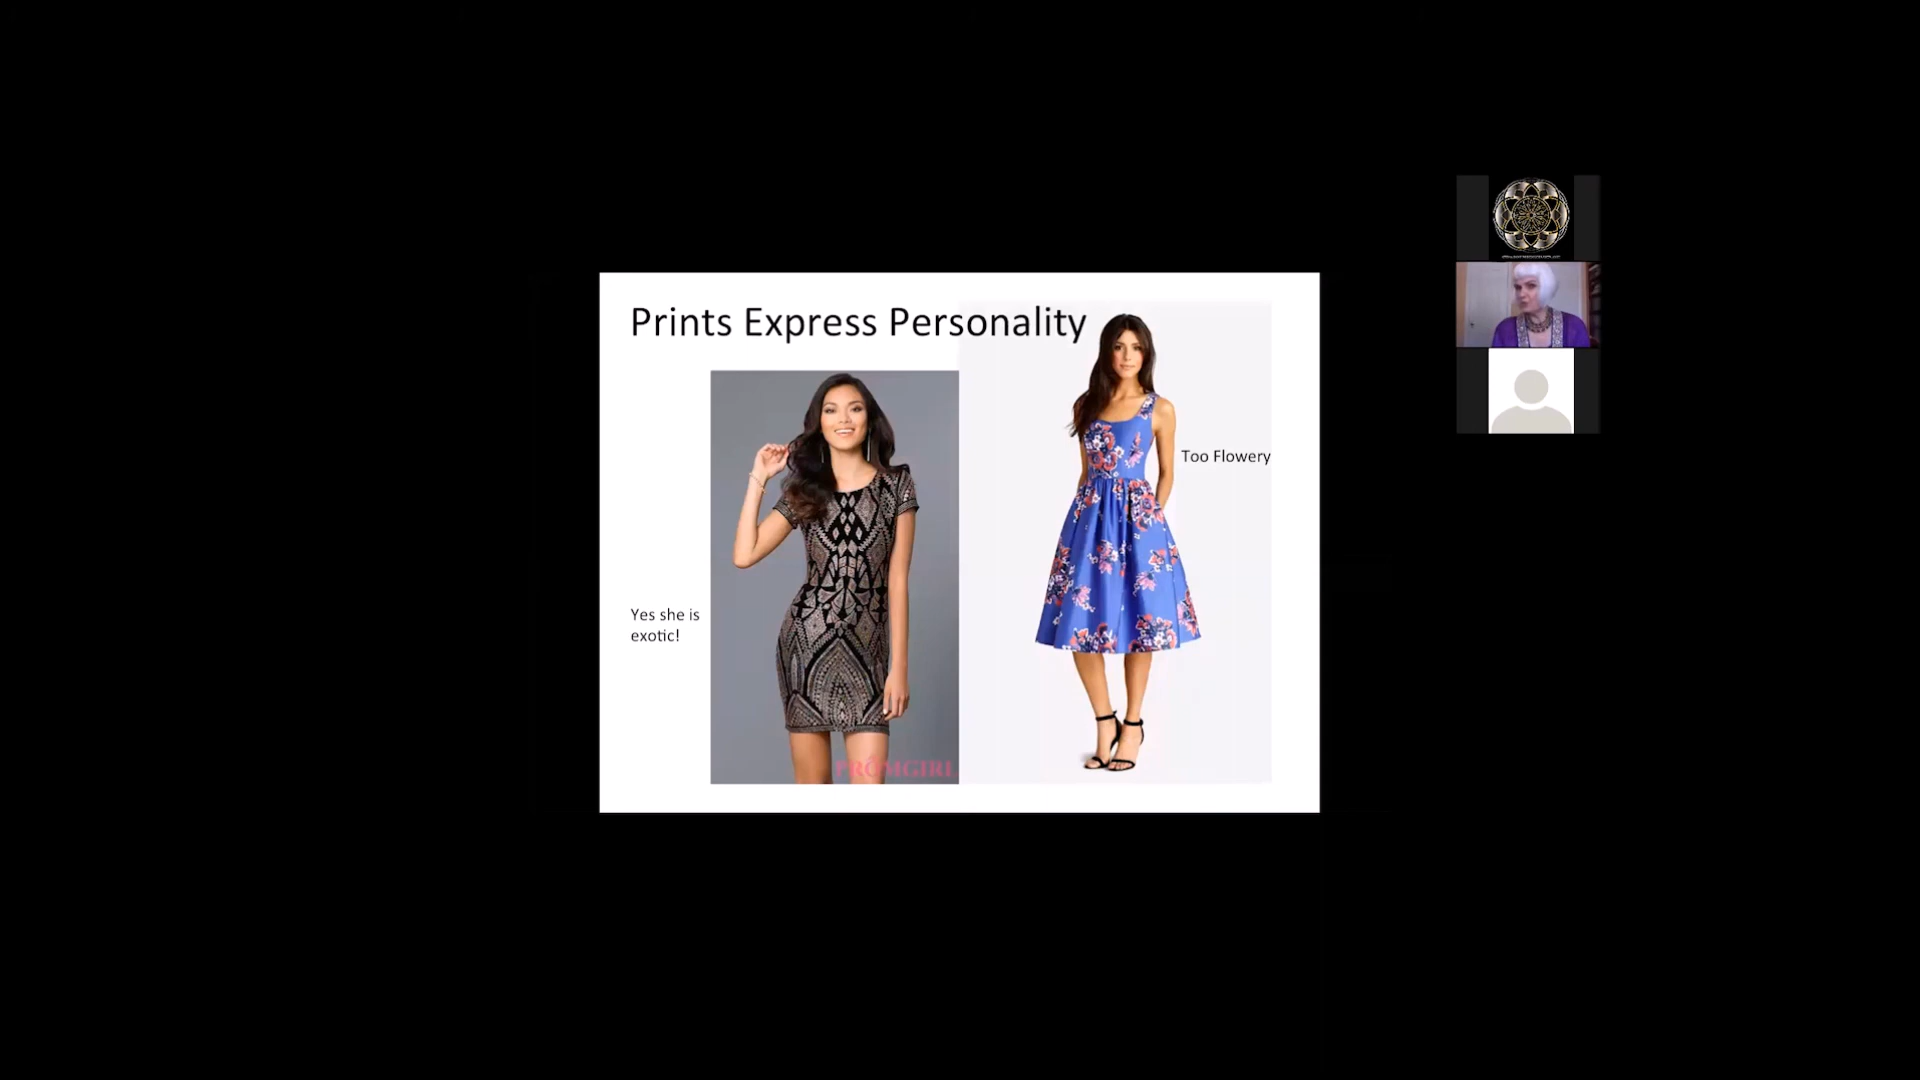 Prints Express Personality
Too Flowery
Yes she is
exotic!
PROMGIRL